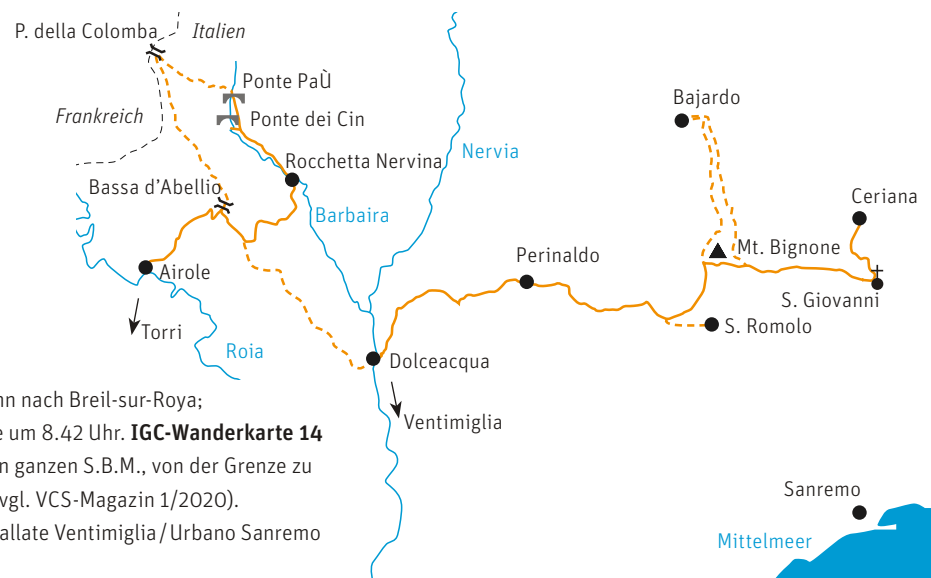 P. della Colomba
Italien
Ponte PaÙ
Bajardo
Frankreich
Ponte dei Cin
Nervia
Rocchetta Nervina
Bassa d'Abellio
Ceriana
Barbaira
Mt. Bignone
Perinaldo
Airole
S. Giovanni
Torri
S. Romolo
Roia
Dolceacqua
nn nach Breil-sur-Roya;
e um 8.42 Uhr. IGC-Wanderkarte 14
Ventimiglia
n ganzen S.B.M., von der Grenze zu
vgl. VCS-Magazin 1/2020).
allate Ventimiglia/Urbano Sanremo
Sanremo
Mittelmeer